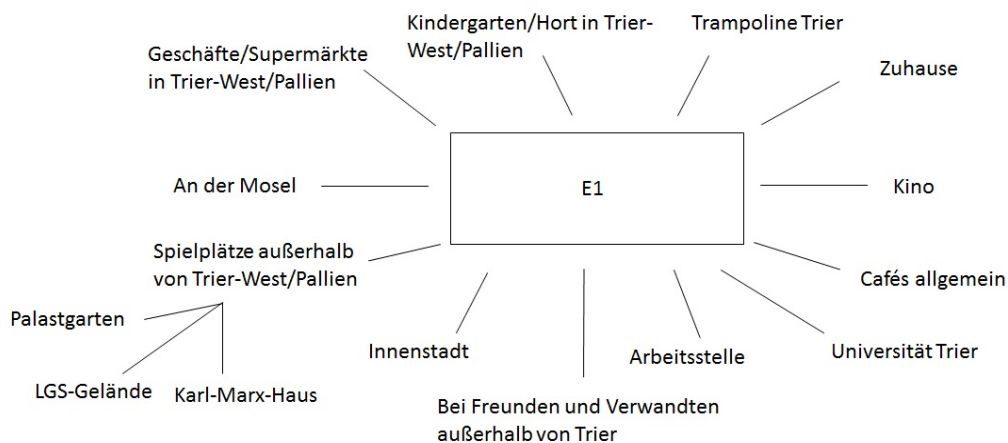 Kindergarten/Hort in Trier-
West/Pallien
Trampoline Trier
Geschäfte/Supermärkte
in Trier-West/Pallien
Zuhause
An der Mosel
E1
Kino
Spielplätze außerhalb
von Trier-West/Pallien
Cafés allgemein
Palastgarten
Innenstadt
Arbeitsstelle
Universität Trier
LGS-Gelände
Karl-Marx-Haus
Bei Freunden und Verwandten
außerhalb von Trier